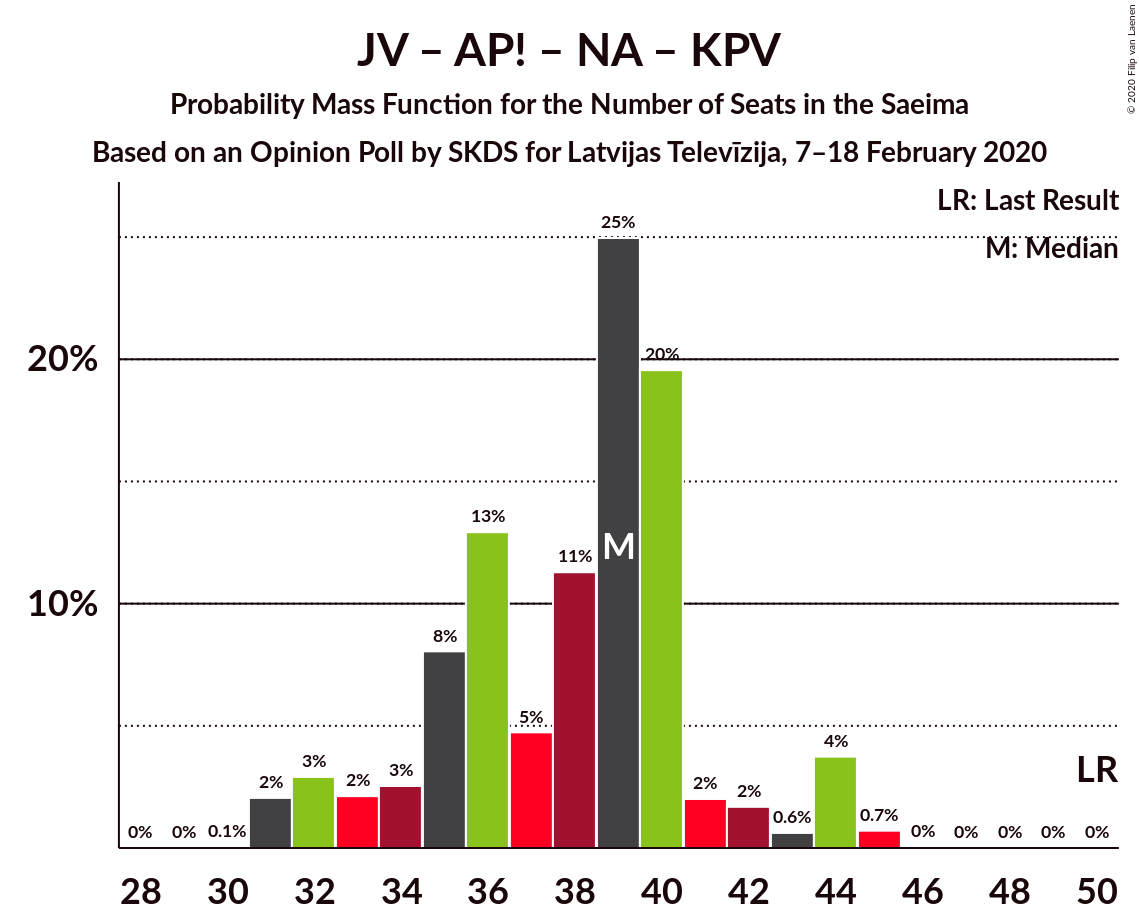 JV – AP! – NA – KPV
Probability Mass Function for the Number of Seats in the Saeima
Based on an Opinion Poll by SKDS for Latvijas Televīzija, 7–18 February 2020
© 2020 Filip van Laenen
LR: Last Result
M: Median
20%
10%
0% 0% 0.1% 2% 3% 2% 3% 8% 13% 5% 11% 25% 20% 2% 2% 0.6% 4% 0.7% 0% 0% 0% 0% 0%
M
LR
28 30 32 34 36 38 40 42 44 46 48 50